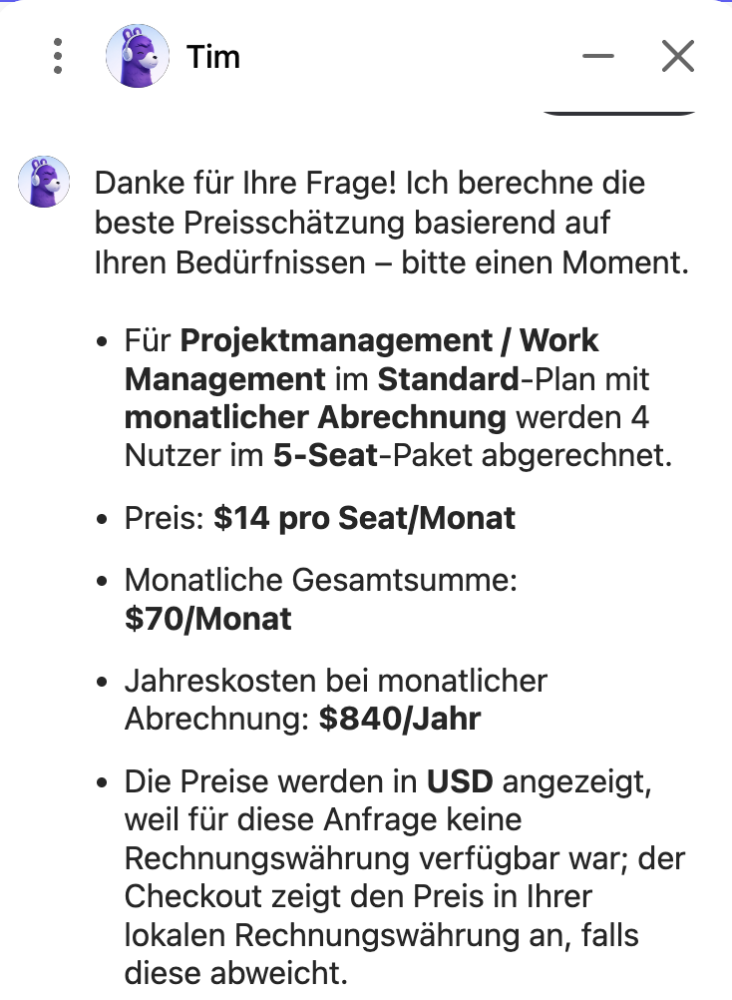 Tim
Danke für Ihre Frage! Ich berechne die
beste Preisschätzung basierend auf
Ihren Bedürfnissen – bitte einen Moment.
• Für Projektmanagement / Work
Management im Standard-Plan mit
monatlicher Abrechnung werden 4
Nutzer im 5-Seat-Paket abgerechnet.
• Preis: $14 pro Seat/Monat
• Monatliche Gesamtsumme:
$70/Monat
• Jahreskosten bei monatlicher
Abrechnung: $840/Jahr
• Die Preise werden in USD angezeigt,
weil für diese Anfrage keine
Rechnungswährung verfügbar war; der
Checkout zeigt den Preis in Ihrer
lokalen Rechnungswährung an, falls
diese abweicht.